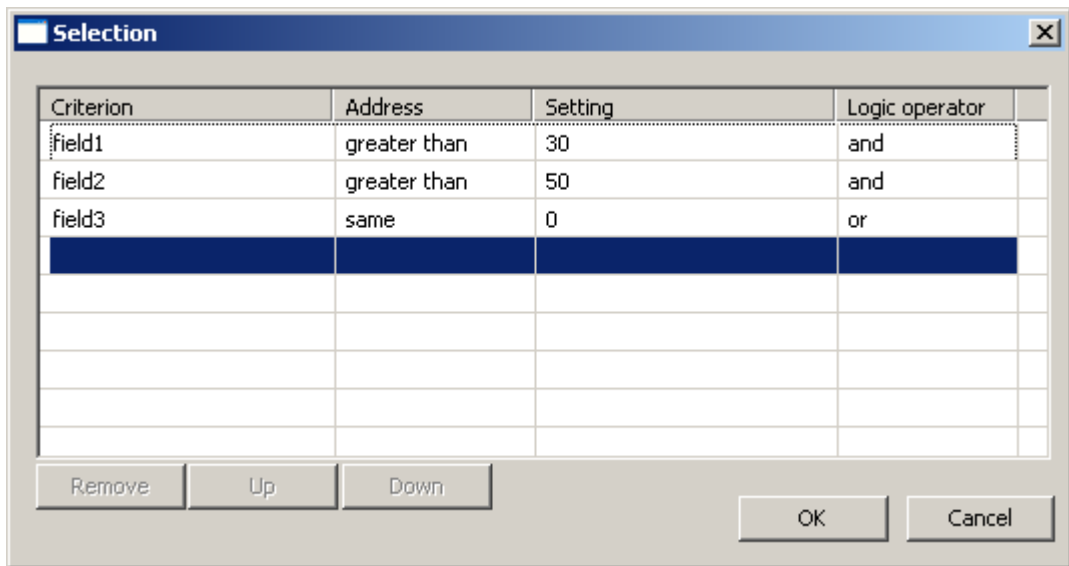 Selection
Criterion Address Setting Logic operator
field1 greater than 30 and
field2 greater than 50 and
field3 same 0 or
Remove Up Down
OK Cancel